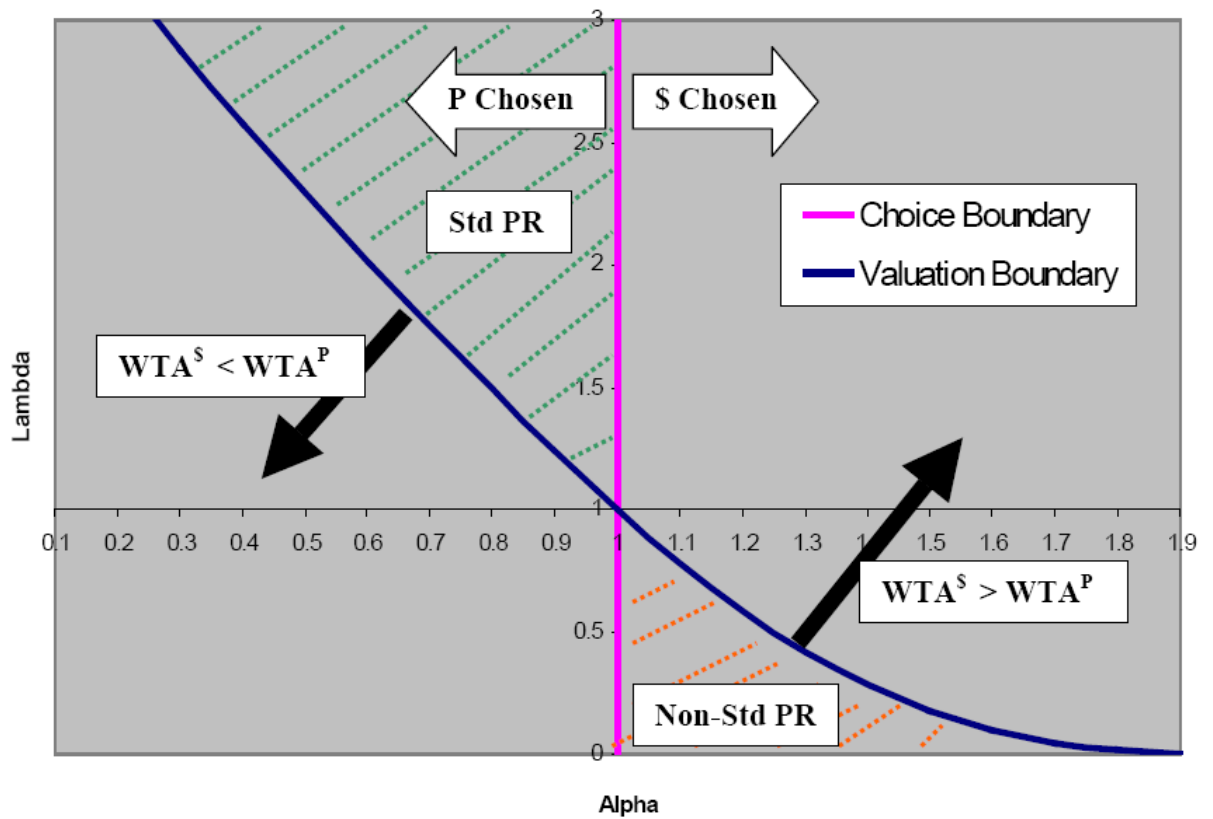 3
P Chosen
$ Chosen
2.5
Std PR
Choice Boundary
Valuation Boundary
2
WTA$ < WTAP
1.5
Lambda
1
0.1 0.2 0.3 0.4 0.5 0.6 0.7 0.8 0.9 1 1.1 1.2 1.3 1.4 1.5 1.6 1.7 1.8 1.9
WTA$ > WTAP
0.5
Non-Std PR
0
Alpha